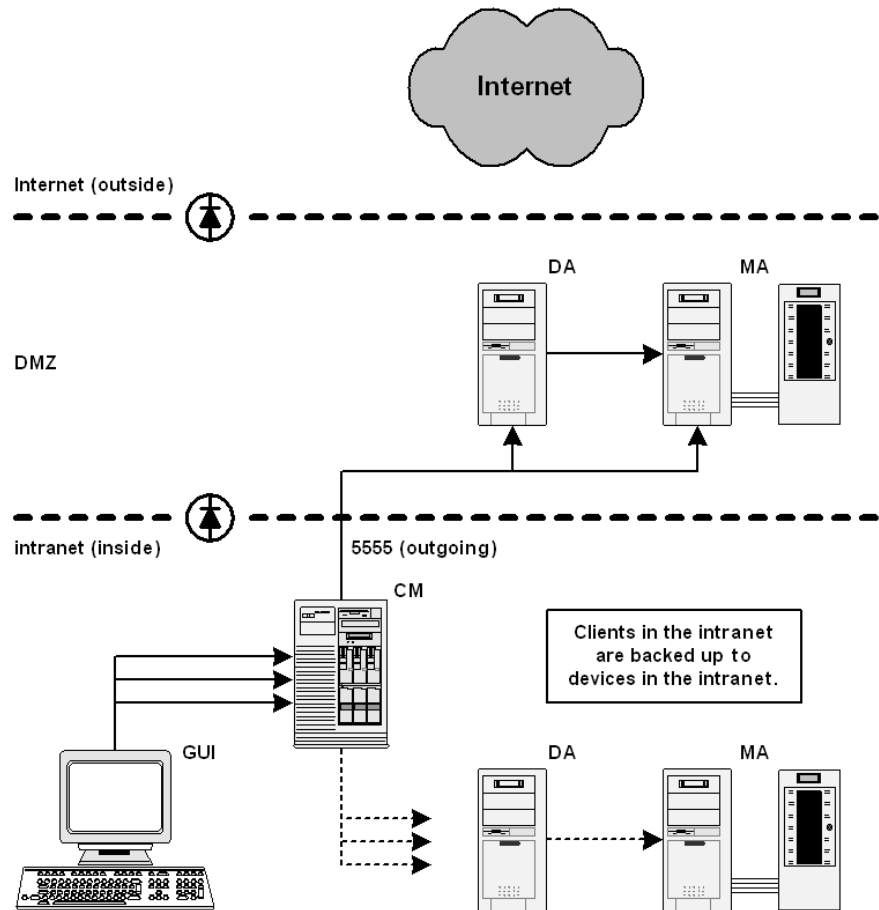 Internet
Internet (outside)
DA
MA
DMZ
intranet (inside)
5555 (outgoing)
CM
Clients in the intranet
are backed up to
devices in the intranet.
GUI
DA
MA